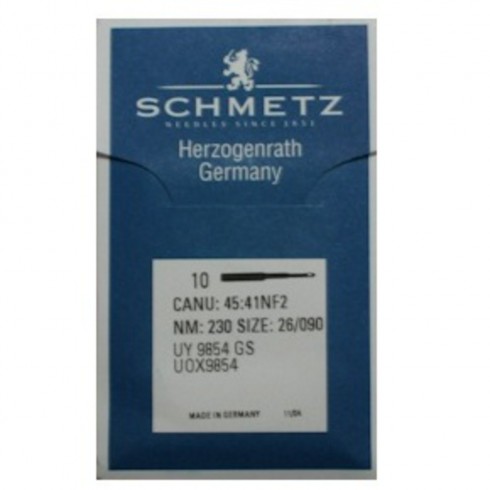 SCHMETZ
NEEDLES SINCE 1851
Herzogenrath
Germany
10
CANU: 45:41NF2
NM: 230 SIZE: 26/090
UY 9854 GS
UOX9854
MADE IN GERMANY